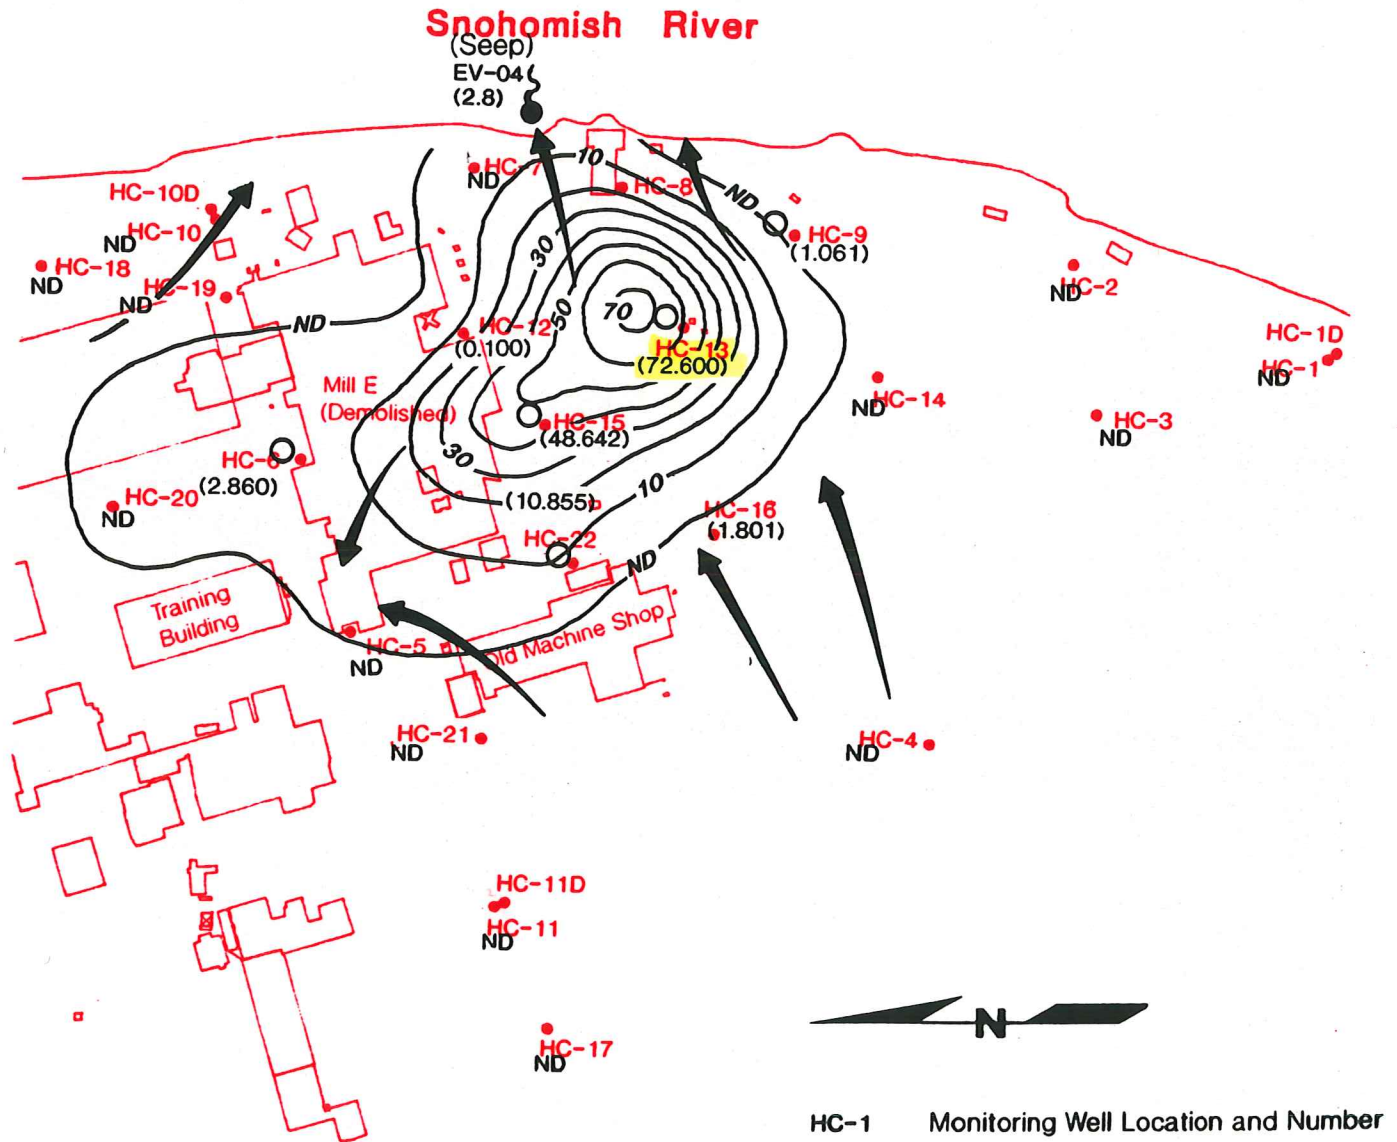 Snohomish River
(Seep)
EV-04
(2.8)
HC-7
ND
10
HC-8
ND
HC-10D
HC-10
ND
HC-9
(1.061)
HC-18
ND
HC-19
ND
30
HC-2
ND
50
70
ND
HC-12
(0.100)
HC-13
(72.600)
HC-1D
HC-1
ND
Mill E
(Demolished)
HC-14
ND
HC-15
(48.642)
HC-3
ND
30
HC-6
(2.860)
10
HC-20
ND
(10.855)
HC-16
(1.801)
HC-22
ND
Training
Building
Old Machine Shop
HC-5
ND
HC-21
ND
HC-4
ND
HC-11D
HC-11
ND
N
HC-17
ND
HC-1 Monitoring Well Location and Number